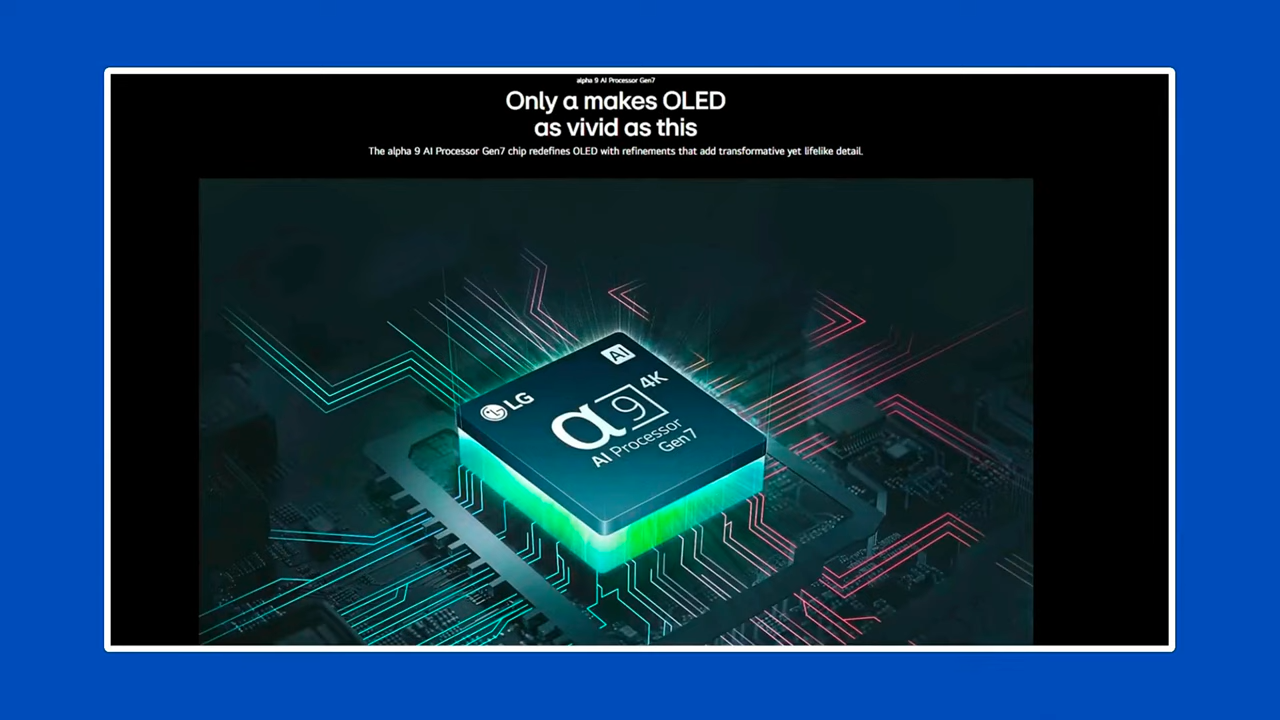 alpha 9 AI Processor Gen7
Only α makes OLED
as vivid as this
The alpha 9 AI Processor Gen7 chip redefines OLED with refinements that add transformative yet lifelike detail.
AI
LG
α9 4K
AI Processor
Gen7